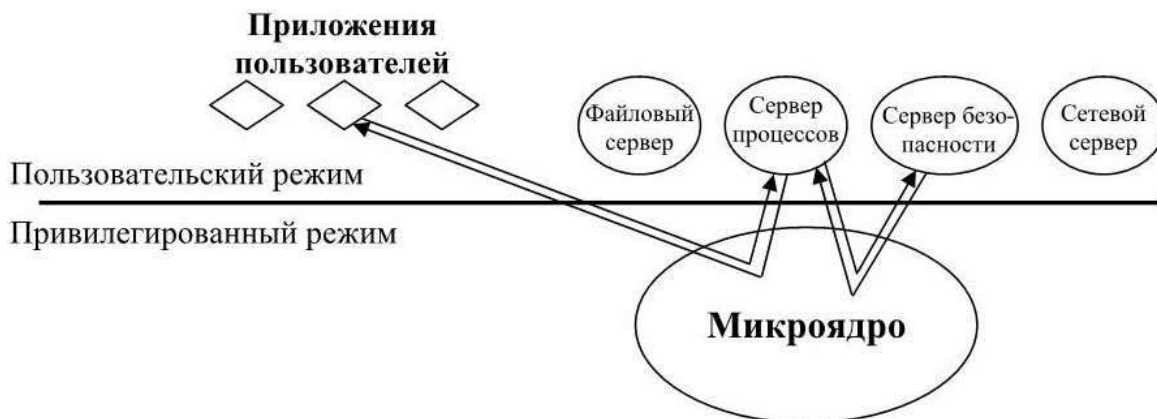 Приложения
пользователей
Файловый
сервер
Сервер
процессов
Сервер безо-
пасности
Сетевой
сервер
Пользовательский режим
Привилегированный режим
Микроядро